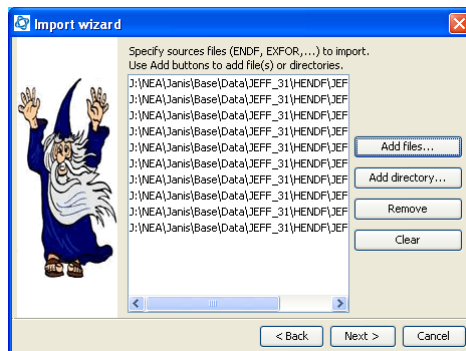 Import wizard
Specify sources files (ENDF, EXFOR,...) to import.
Use Add buttons to add file(s) or directories.
J:\NEA\Janis\Base\Data\JEFF_31\HENDF\JEF
J:\NEA\Janis\Base\Data\JEFF_31\HENDF\JEF
J:\NEA\Janis\Base\Data\JEFF_31\HENDF\JEF
J:\NEA\Janis\Base\Data\JEFF_31\HENDF\JEF
J:\NEA\Janis\Base\Data\JEFF_31\HENDF\JEF
J:\NEA\Janis\Base\Data\JEFF_31\HENDF\JEF
J:\NEA\Janis\Base\Data\JEFF_31\HENDF\JEF
J:\NEA\Janis\Base\Data\JEFF_31\HENDF\JEF
J:\NEA\Janis\Base\Data\JEFF_31\HENDF\JEF
J:\NEA\Janis\Base\Data\JEFF_31\HENDF\JEF
Add files...
Add directory...
Remove
Clear
< Back
Next >
Cancel